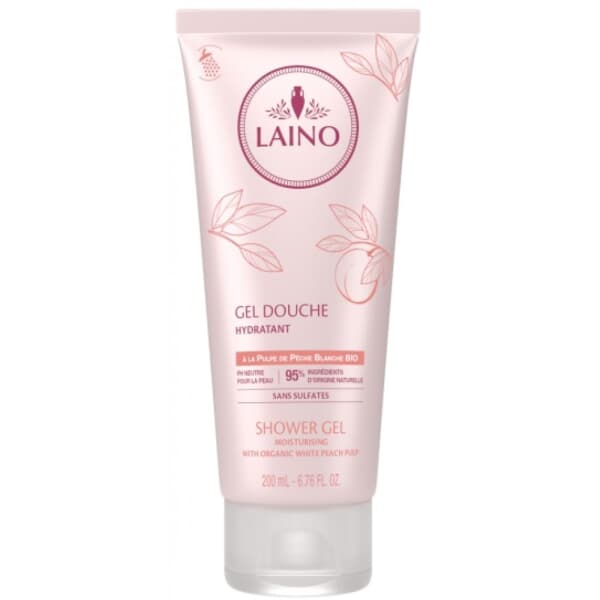 LAINO
GEL DOUCHE
HYDRATANT
À LA PULPE DE PÊCHE BLANCHE BIO
PH NEUTRE
POUR LA PEAU
95% INGRÉDIENTS
D'ORIGINE NATURELLE
SANS SULFATES
SHOWER GEL
MOISTURISING
WITH ORGANIC WHITE PEACH PULP
200 mL - 6.76 FL. OZ.